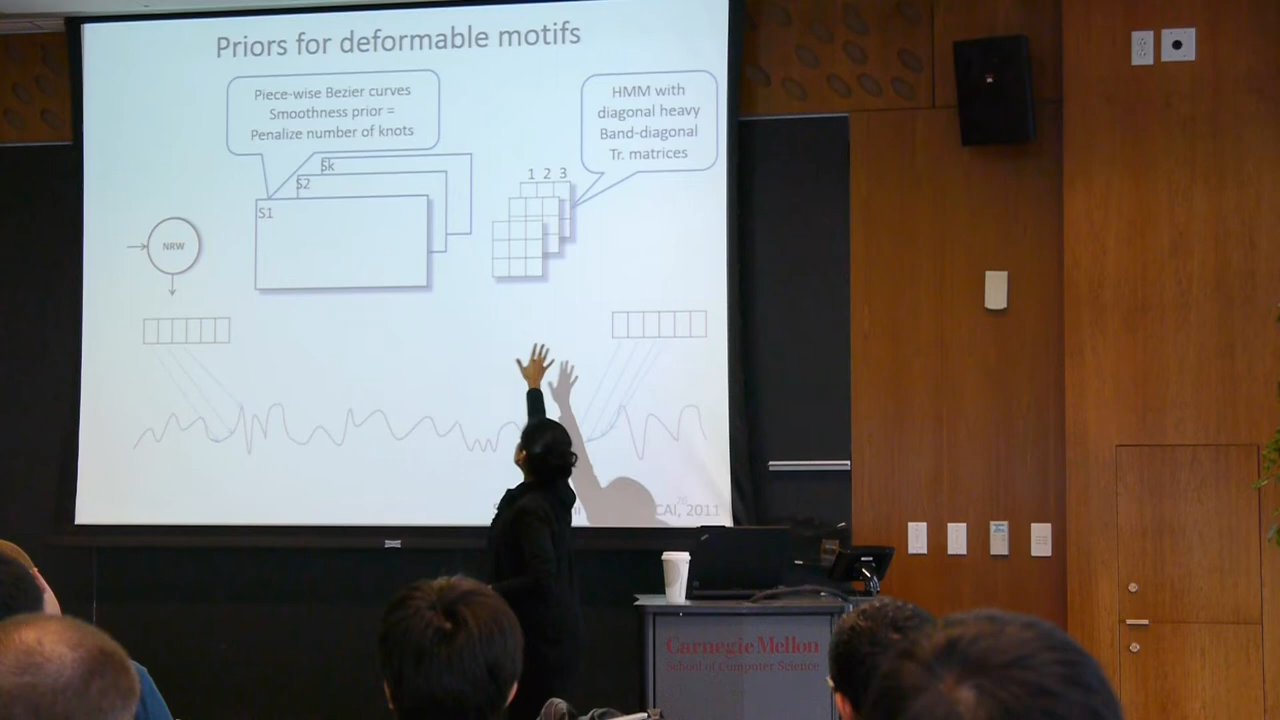 Priors for deformable motifs
Piece-wise Bezier curves
Smoothness prior =
Penalize number of knots
HMM with
diagonal heavy
Band-diagonal
Tr. matrices
Sk
S2
S1
1 2 3
NRW
26
CAI, 2011
Carnegie Mellon
School of Computer Science